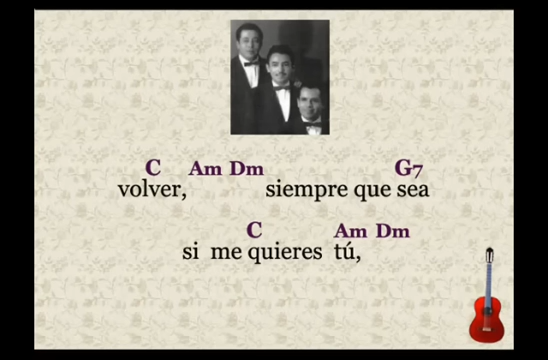 C Am Dm G7
volver, siempre que sea
C Am Dm
si me quieres tú,